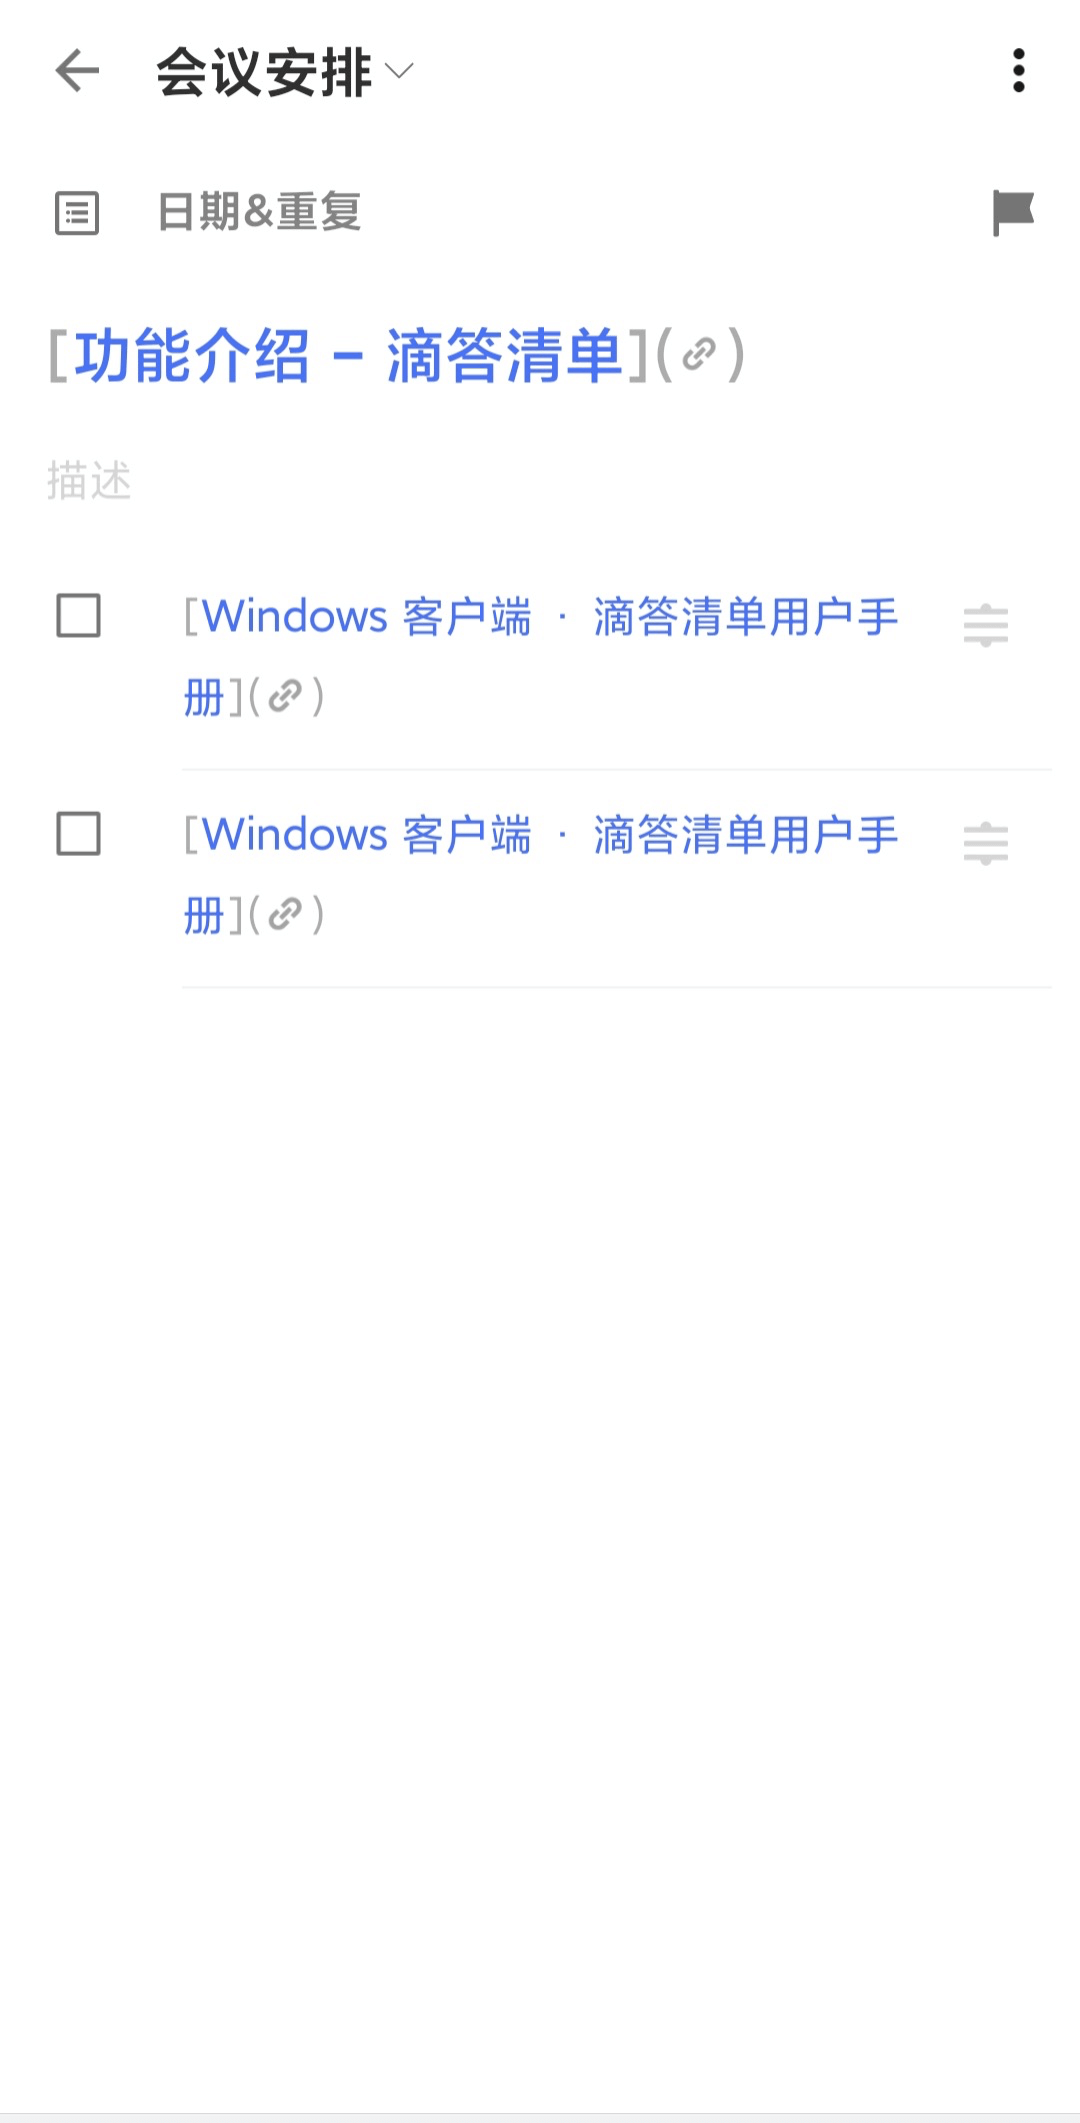 会议安排
日期&重复
[功能介绍 - 滴答清单]()
描述
[Windows 客户端 · 滴答清单用户手
册]()
[Windows 客户端 · 滴答清单用户手
册]()